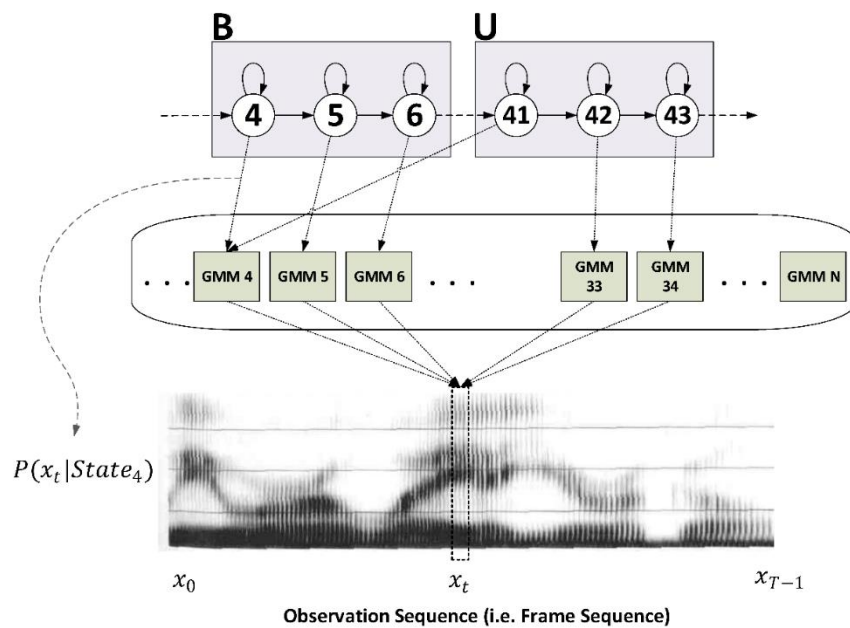 B U
4 5 6 41 42 43
. . . GMM 4 GMM 5 GMM 6 . . . GMM 33 GMM 34 . . . GMM N
P(x_t|State_4)
x_0 x_t x_{T-1}
Observation Sequence (i.e. Frame Sequence)